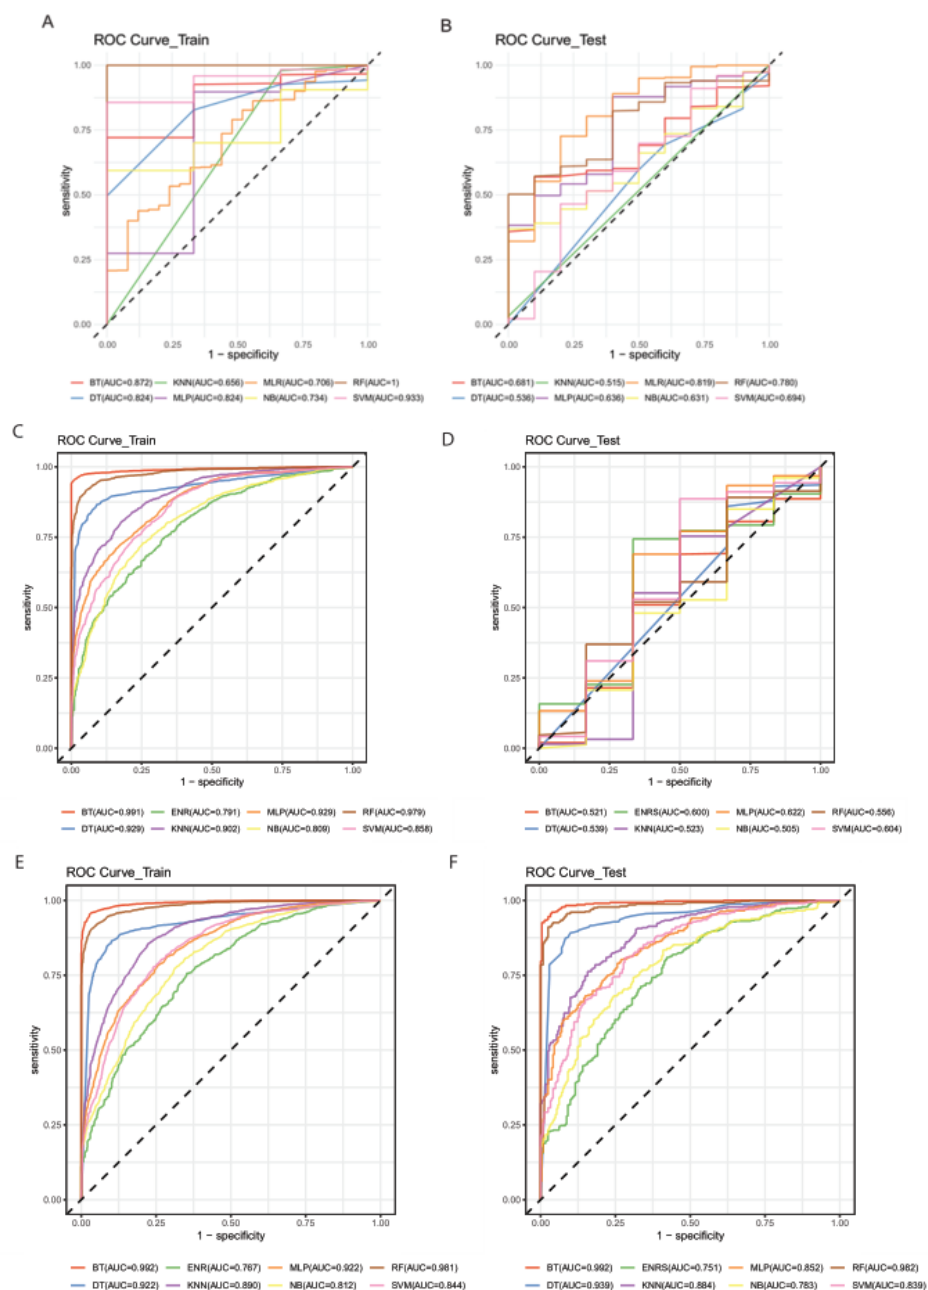 A
B
ROC Curve_Train
ROC Curve_Test
1.00
0.75
0.50
0.25
0.00
sensitivity
0.00 0.25 0.50 0.75 1.00
1 − specificity
1.00
0.75
0.50
0.25
0.00
sensitivity
0.00 0.25 0.50 0.75 1.00
1 − specificity
BT(AUC=0.872) KNN(AUC=0.656) MLR(AUC=0.706) RF(AUC=1)
DT(AUC=0.824) MLP(AUC=0.824) NB(AUC=0.734) SVM(AUC=0.933)
BT(AUC=0.681) KNN(AUC=0.515) MLR(AUC=0.819) RF(AUC=0.780)
DT(AUC=0.536) MLP(AUC=0.636) NB(AUC=0.631) SVM(AUC=0.694)
C
D
ROC Curve_Train
ROC Curve_Test
1.00
0.75
0.50
0.25
0.00
sensitivity
0.00 0.25 0.50 0.75 1.00
1 − specificity
1.00
0.75
0.50
0.25
0.00
sensitivity
0.00 0.25 0.50 0.75 1.00
1 − specificity
BT(AUC=0.991) ENR(AUC=0.791) MLP(AUC=0.929) RF(AUC=0.979)
DT(AUC=0.929) KNN(AUC=0.902) NB(AUC=0.809) SVM(AUC=0.858)
BT(AUC=0.521) ENRS(AUC=0.600) MLP(AUC=0.622) RF(AUC=0.556)
DT(AUC=0.539) KNN(AUC=0.523) NB(AUC=0.505) SVM(AUC=0.604)
E
F
ROC Curve_Train
ROC Curve_Test
1.00
0.75
0.50
0.25
0.00
sensitivity
0.00 0.25 0.50 0.75 1.00
1 − specificity
1.00
0.75
0.50
0.25
0.00
sensitivity
0.00 0.25 0.50 0.75 1.00
1 − specificity
BT(AUC=0.992) ENR(AUC=0.767) MLP(AUC=0.922) RF(AUC=0.981)
DT(AUC=0.922) KNN(AUC=0.890) NB(AUC=0.812) SVM(AUC=0.844)
BT(AUC=0.992) ENRS(AUC=0.751) MLP(AUC=0.852) RF(AUC=0.982)
DT(AUC=0.939) KNN(AUC=0.884) NB(AUC=0.783) SVM(AUC=0.839)